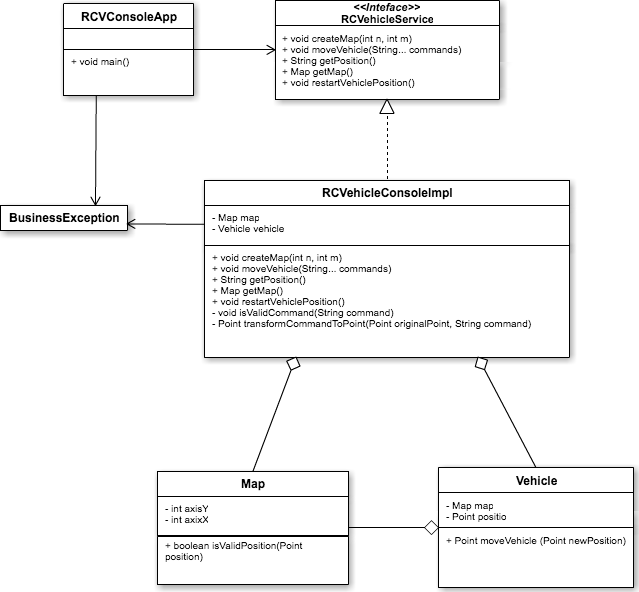 RCVConsoleApp
+ void main()
<<Inteface>>
RCVehicleService
+ void createMap(int n, int m)
+ void moveVehicle(String... commands)
+ String getPosition()
+ Map getMap()
+ void restartVehiclePosition()
BusinessException
RCVehicleConsoleImpl
- Map map
- Vehicle vehicle
+ void createMap(int n, int m)
+ void moveVehicle(String... commands)
+ String getPosition()
+ Map getMap()
+ void restartVehiclePosition()
- void isValidCommand(String command)
- Point transformCommandToPoint(Point originalPoint, String command)
Map
- int axisY
- int axixX
+ boolean isValidPosition(Point
position)
Vehicle
- Map map
- Point positio
+ Point moveVehicle (Point newPosition)